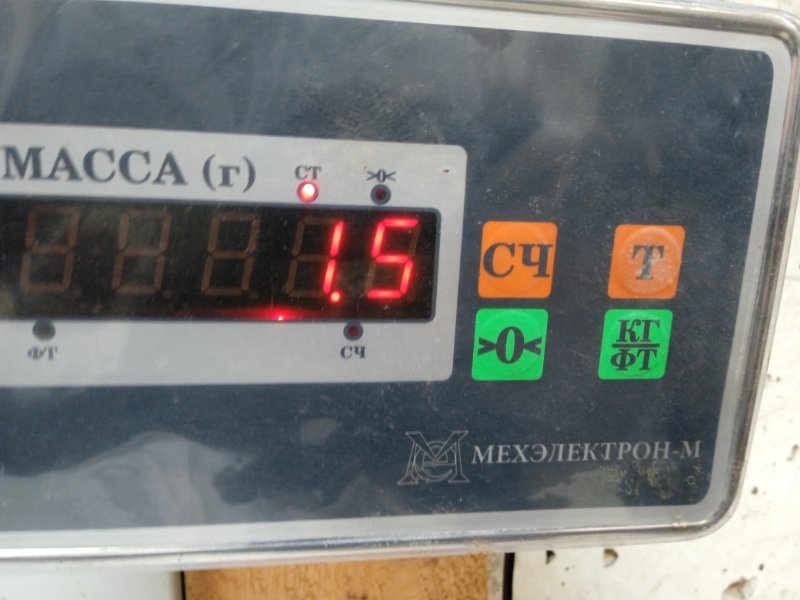 МАССА (г)
СТ >0<
1.5
ФТ СЧ
СЧ Т
>0< КГ
ФТ
МЕХЭЛЕКТРОН-М